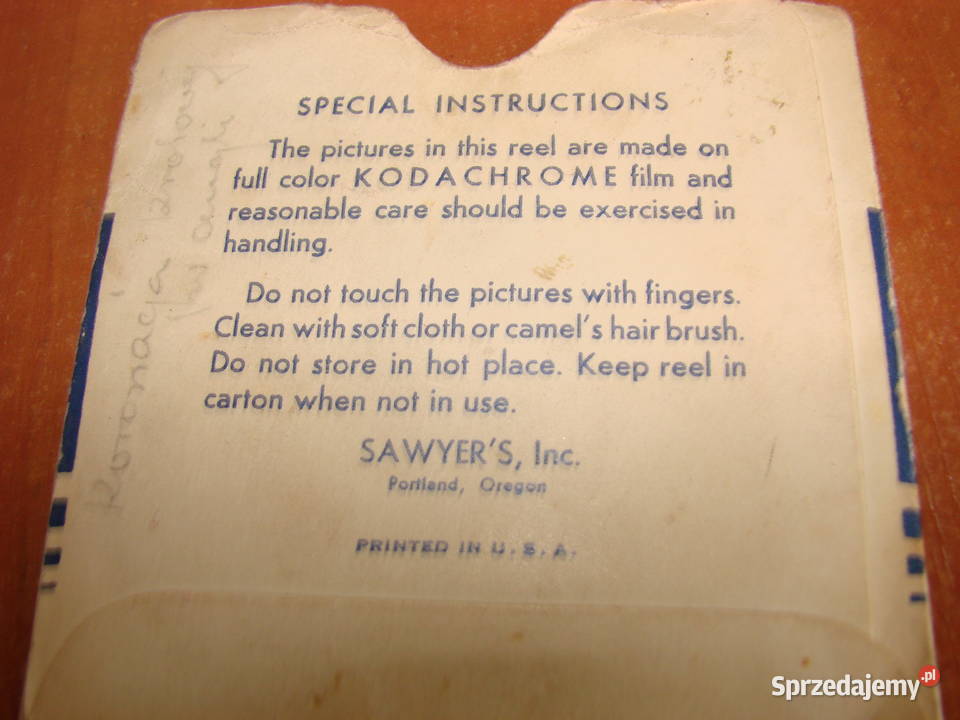 SPECIAL INSTRUCTIONS
The pictures in this reel are made on
full color KODACHROME film and
reasonable care should be exercised in
handling.
Do not touch the pictures with fingers.
Clean with soft cloth or camel's hair brush.
Do not store in hot place. Keep reel in
carton when not in use.
SAWYER'S, Inc.
Portland, Oregon
PRINTED IN U. S. A.
Koronacja
Sprzedajemy.pl